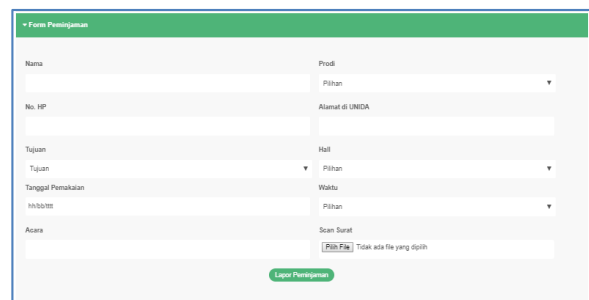 Form Peminjaman
Nama Prodi
Pilihan
No. HP Alamat di UNIDA
Tujuan Hall
Tujuan Pilihan
Tanggal Pemakaian Waktu
hh/bb/tttt Pilihan
Acara Scan Surat
Pilih File Tidak ada file yang dipilih
Lapor Peminjaman